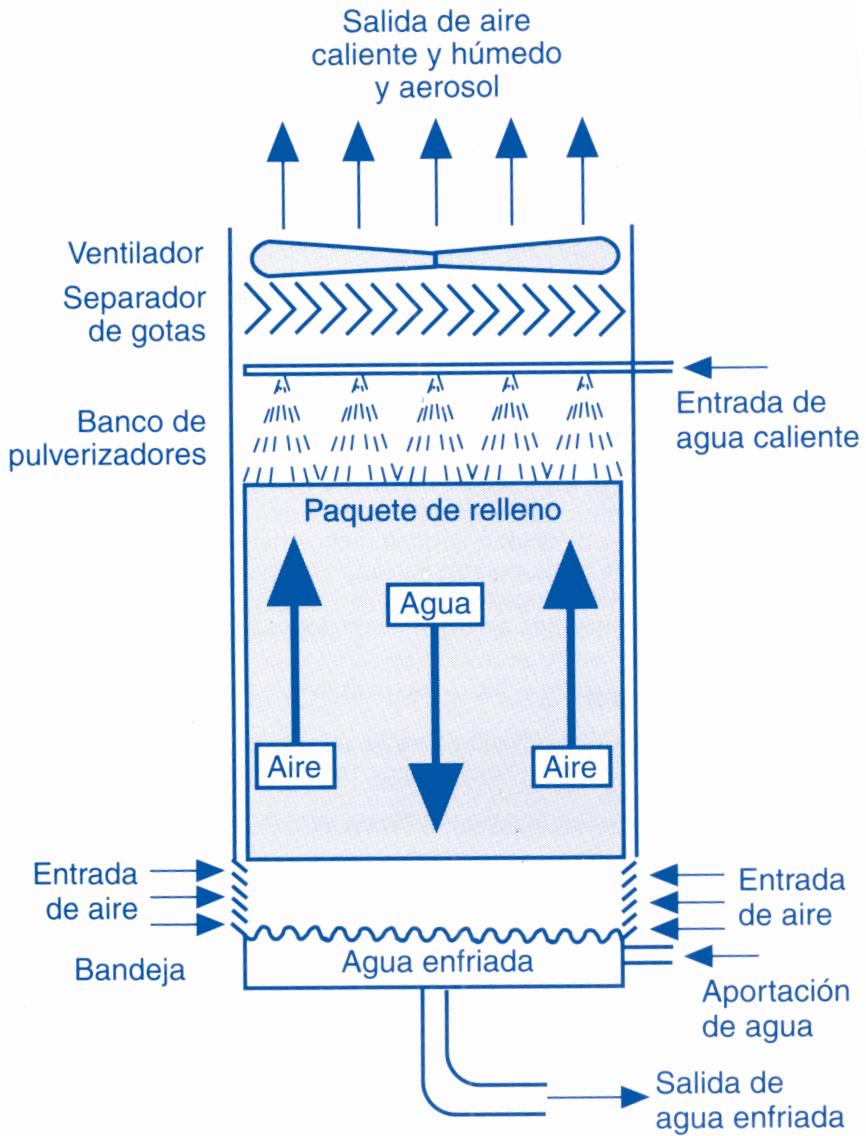 Salida de aire
caliente y húmedo
y aerosol
Ventilador
Separador
de gotas
Entrada de
agua caliente
Banco de
pulverizadores
Paquete de relleno
Agua
Aire
Aire
Entrada
de aire
Entrada
de aire
Bandeja
Agua enfriada
Aportación
de agua
Salida de
agua enfriada